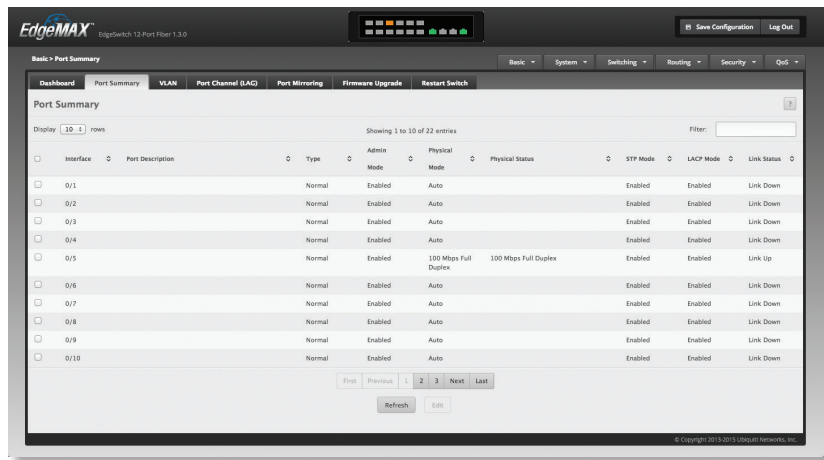 EdgeMAX™ EdgeSwitch 12-Port Fiber 1.3.0
Save Configuration Log Out
Basic > Port Summary
Basic System Switching Routing Security QoS
Dashboard Port Summary VLAN Port Channel (LAG) Port Mirroring Firmware Upgrade Restart Switch
Port Summary ?
Display 10 rows Showing 1 to 10 of 22 entries Filter:
Interface Port Description Type Admin Mode Physical Mode Physical Status STP Mode LACP Mode Link Status
0/1 Normal Enabled Auto Enabled Enabled Link Down
0/2 Normal Enabled Auto Enabled Enabled Link Down
0/3 Normal Enabled Auto Enabled Enabled Link Down
0/4 Normal Enabled Auto Enabled Enabled Link Down
0/5 Normal Enabled 100 Mbps Full Duplex 100 Mbps Full Duplex Enabled Enabled Link Up
0/6 Normal Enabled Auto Enabled Enabled Link Down
0/7 Normal Enabled Auto Enabled Enabled Link Down
0/8 Normal Enabled Auto Enabled Enabled Link Down
0/9 Normal Enabled Auto Enabled Enabled Link Down
0/10 Normal Enabled Auto Enabled Enabled Link Down
First Previous 1 2 3 Next Last
Refresh Edit
© Copyright 2013-2015 Ubiquiti Networks, Inc.